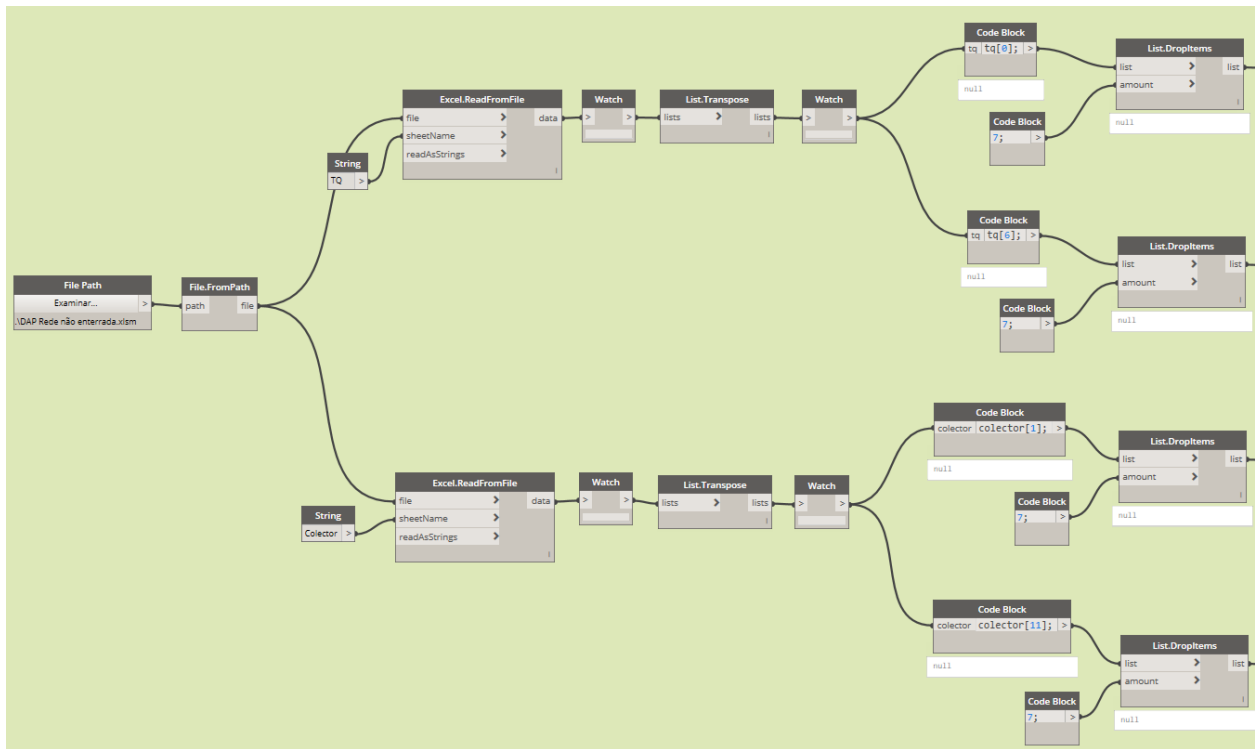 File Path
Examinar... >
.\DAP Rede não enterrada.xlsm
File.FromPath
path file
String
TQ >
Excel.ReadFromFile
file > data
sheetName >
readAsStrings >
Watch
> >
List.Transpose
lists > lists
Watch
> >
Code Block
tq tq[0]; >
null
Code Block
7; >
List.DropItems
list > list
amount >
null
Code Block
tq tq[6]; >
null
Code Block
7; >
List.DropItems
list > list
amount >
null
String
Colector >
Excel.ReadFromFile
file > data
sheetName >
readAsStrings >
Watch
> >
List.Transpose
lists > lists
Watch
> >
Code Block
colector colector[1]; >
null
Code Block
7; >
List.DropItems
list > list
amount >
null
Code Block
colector colector[11]; >
null
Code Block
7; >
List.DropItems
list > list
amount >
null